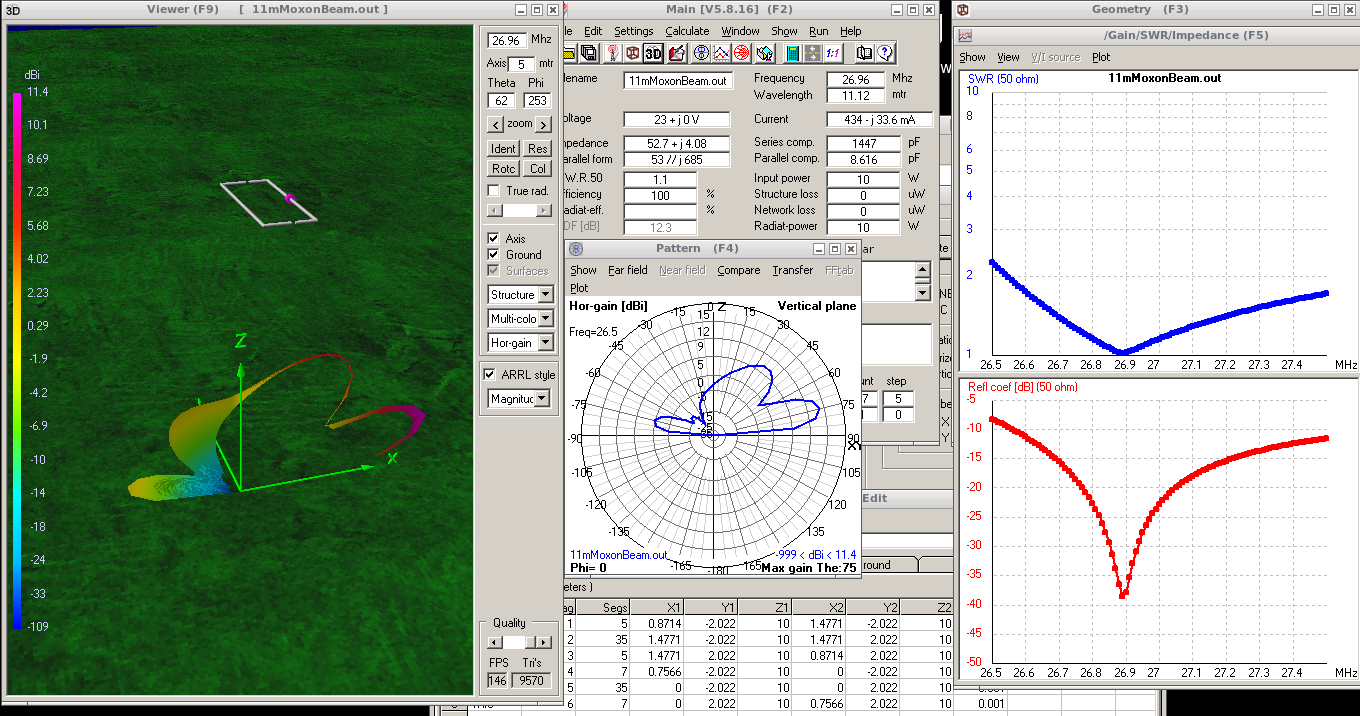 3D
Viewer (F9) [ 11mMoxonBeam.out ]
dBi
11.4
10.1
8.69
7.23
5.68
4.02
2.23
0.29
-1.9
-4.2
-6.9
-10
-14
-18
-24
-33
-109
Z
X
26.96 Mhz
Axis 5 mtr
Theta Phi
62 253
< zoom >
Ident Res
Rotc Col
True rad.
Axis
Ground
Surfaces
Structure
Multi-colo
Hor-gain
ARRL style
Magnitud
Quality
FPS Tri's
146 9570
Main [V5.8.16] (F2)
le Edit Settings Calculate Window Show Run Help
3D 1:1
lename 11mMoxonBeam.out Frequency 26.96 Mhz
Wavelength 11.12 mtr
oltage 23 + j 0 V Current 434 - j 33.6 mA
npedance 52.7 + j 4.08 Series comp. 1447 pF
arallel form 53 // j 685 Parallel comp. 8.616 pF
.W.R.50 1.1 Input power 10 W
fficiency 100 % Structure loss 0 uW
adiat-eff. % Network loss 0 uW
DF [dB] 12.3 Radiat-power 10 W
Pattern (F4)
Show Far field Near field Compare Transfer FFtab
Plot
Hor-gain [dBi] Vertical plane
Freq=26.5
0 Z
-15 15
-30 30
-45 45
-60 60
-75 75
-90 90
-105 105
-120 120
-135 135
-165 165
-180
15
12
9
5
0
11mMoxonBeam.out -999 < dBi < 11.4
Phi= 0 Max gain The:75
ar
unt step
7 5
0
Edit
round
eters )
ag Segs X1 Y1 Z1 X2 Y2 Z2
1 5 0.8714 -2.022 10 1.4771 -2.022 10
2 35 1.4771 -2.022 10 1.4771 2.022 10
3 5 1.4771 2.022 10 0.8714 2.022 10
4 7 0.7566 -2.022 10 0 -2.022 10
5 35 0 -2.022 10 0 2.022 10
6 7 0 2.022 10 0.7566 2.022 10 0.001
Geometry (F3)
/Gain/SWR/Impedance (F5)
Show View V/I source Plot
SWR (50 ohm) 11mMoxonBeam.out
10
8
6
5
4
3
2
1
26.5 26.6 26.7 26.8 26.9 27 27.1 27.2 27.3 27.4 MHz
Refl coef [dB] (50 ohm)
-5
-10
-15
-20
-25
-30
-35
-40
-45
-50
26.5 26.6 26.7 26.8 26.9 27 27.1 27.2 27.3 27.4 MHz